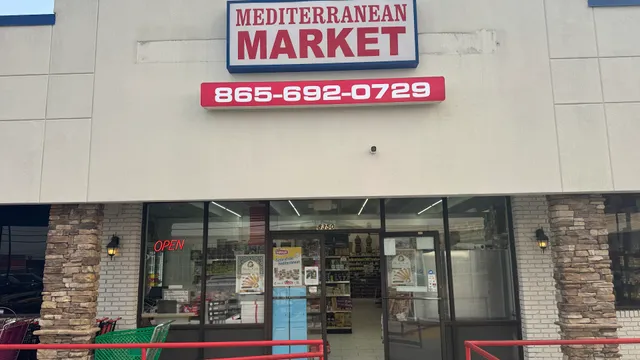 MEDITERRANEAN
MARKET
865-692-0729
OPEN